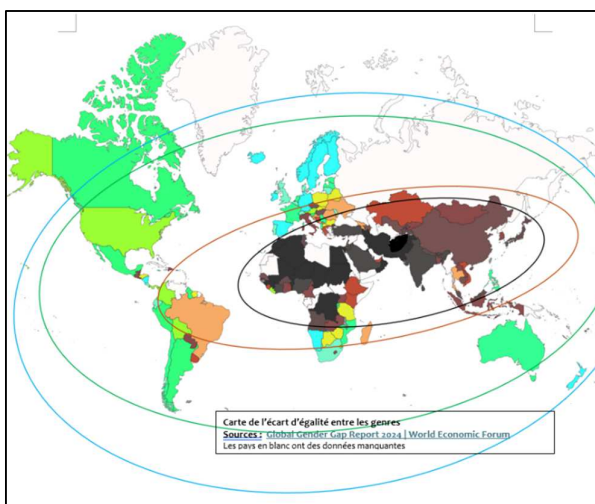 Carte de l’écart d’égalité entre les genres
Sources : Global Gender Gap Report 2024 | World Economic Forum
Les pays en blanc ont des données manquantes